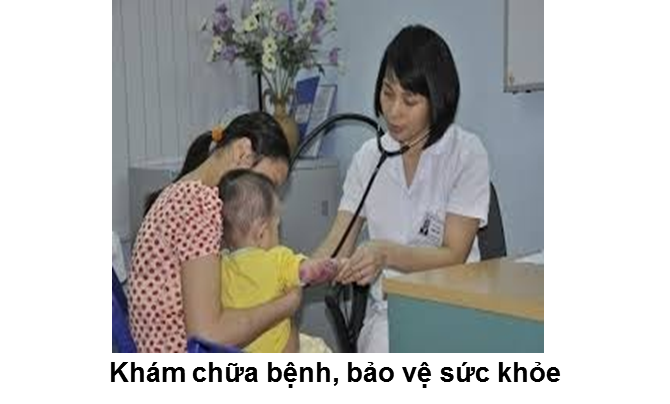 Khám chữa bệnh, bảo vệ sức khỏe